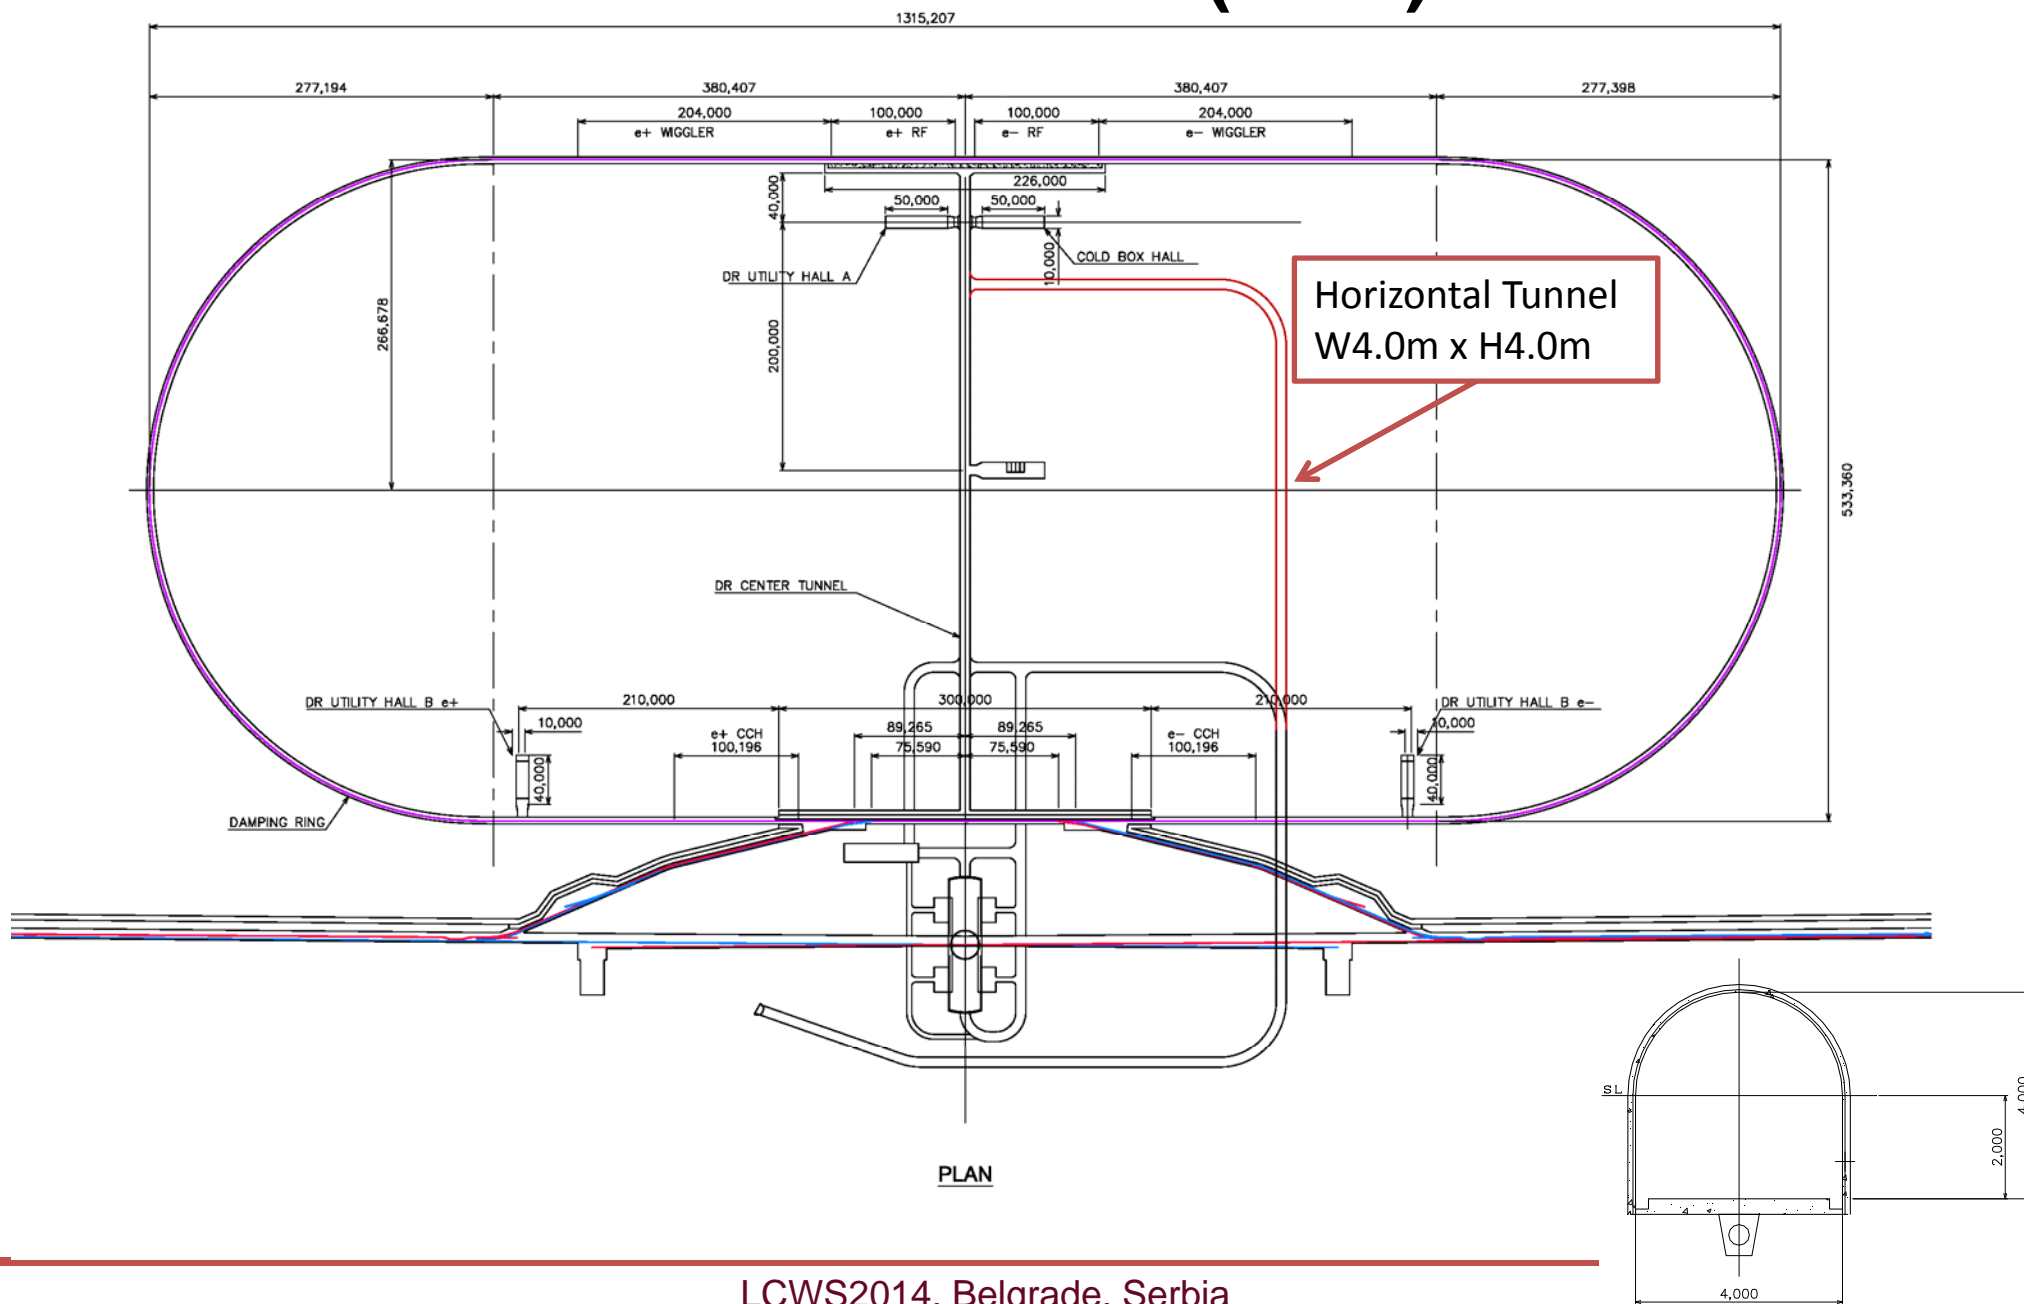 1315,207
277,194 380,407 380,407 277,398
204,000 100,000 100,000 204,000
e+ WIGGLER e+ RF e− RF e− WIGGLER
226,000
40,000
50,000 50,000
DR UTILITY HALL A
10,000
COLD BOX HALL
Horizontal Tunnel
W4.0m x H4.0m
266,678
200,000
533,360
DR CENTER TUNNEL
DR UTILITY HALL B e+
210,000 300,000 210,000
DR UTILITY HALL B e−
10,000 89,265 89,265 10,000
e+ CCH
100,196
75,590 75,590
e− CCH
100,196
40,000 40,000
DAMPING RING
PLAN
SL
4,000
2,000
4,000
LCWS2014, Belgrade, Serbia